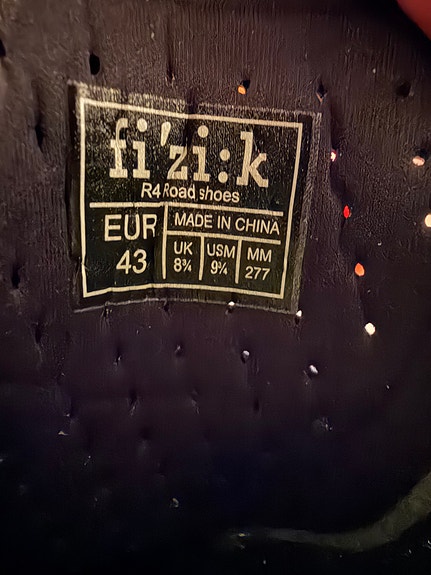 fi'zi:k
R4 Road shoes
EUR
43
MADE IN CHINA
UK USM MM
8¾ 9¾ 277